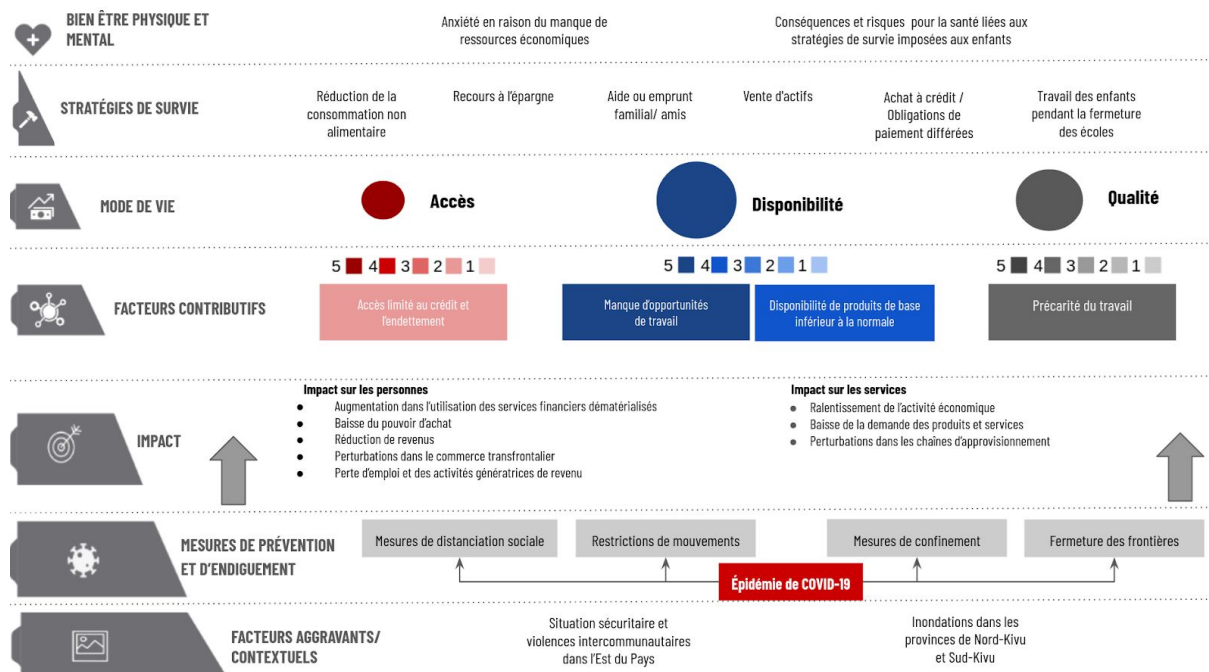 BIEN ÊTRE PHYSIQUE ET
MENTAL
Anxiété en raison du manque de
ressources économiques
Conséquences et risques pour la santé liées aux
stratégies de survie imposées aux enfants
STRATÉGIES DE SURVIE
Réduction de la
consommation non
alimentaire
Recours à l'épargne
Aide ou emprunt
familial/ amis
Vente d'actifs
Achat à crédit /
Obligations de
paiement différées
Travail des enfants
pendant la fermeture
des écoles
MODE DE VIE
Accès
Disponibilité
Qualité
5 4 3 2 1
5 4 3 2 1
5 4 3 2 1
FACTEURS CONTRIBUTIFS
Accès limité au crédit et
l'endettement
Manque d'opportunités
de travail
Disponibilité de produits de base
inférieur à la normale
Précarité du travail
IMPACT
Impact sur les personnes
● Augmentation dans l'utilisation des services financiers dématérialisés
● Baisse du pouvoir d'achat
● Réduction de revenus
● Perturbations dans le commerce transfrontalier
● Perte d'emploi et des activités génératrices de revenu
Impact sur les services
● Ralentissement de l'activité économique
● Baisse de la demande des produits et services
● Perturbations dans les chaînes d'approvisionnement
MESURES DE PRÉVENTION
ET D'ENDIGUEMENT
Mesures de distanciation sociale
Restrictions de mouvements
Mesures de confinement
Fermeture des frontières
Épidémie de COVID-19
FACTEURS AGGRAVANTS/
CONTEXTUELS
Situation sécuritaire et
violences intercommunautaires
dans l'Est du Pays
Inondations dans les
provinces de Nord-Kivu
et Sud-Kivu